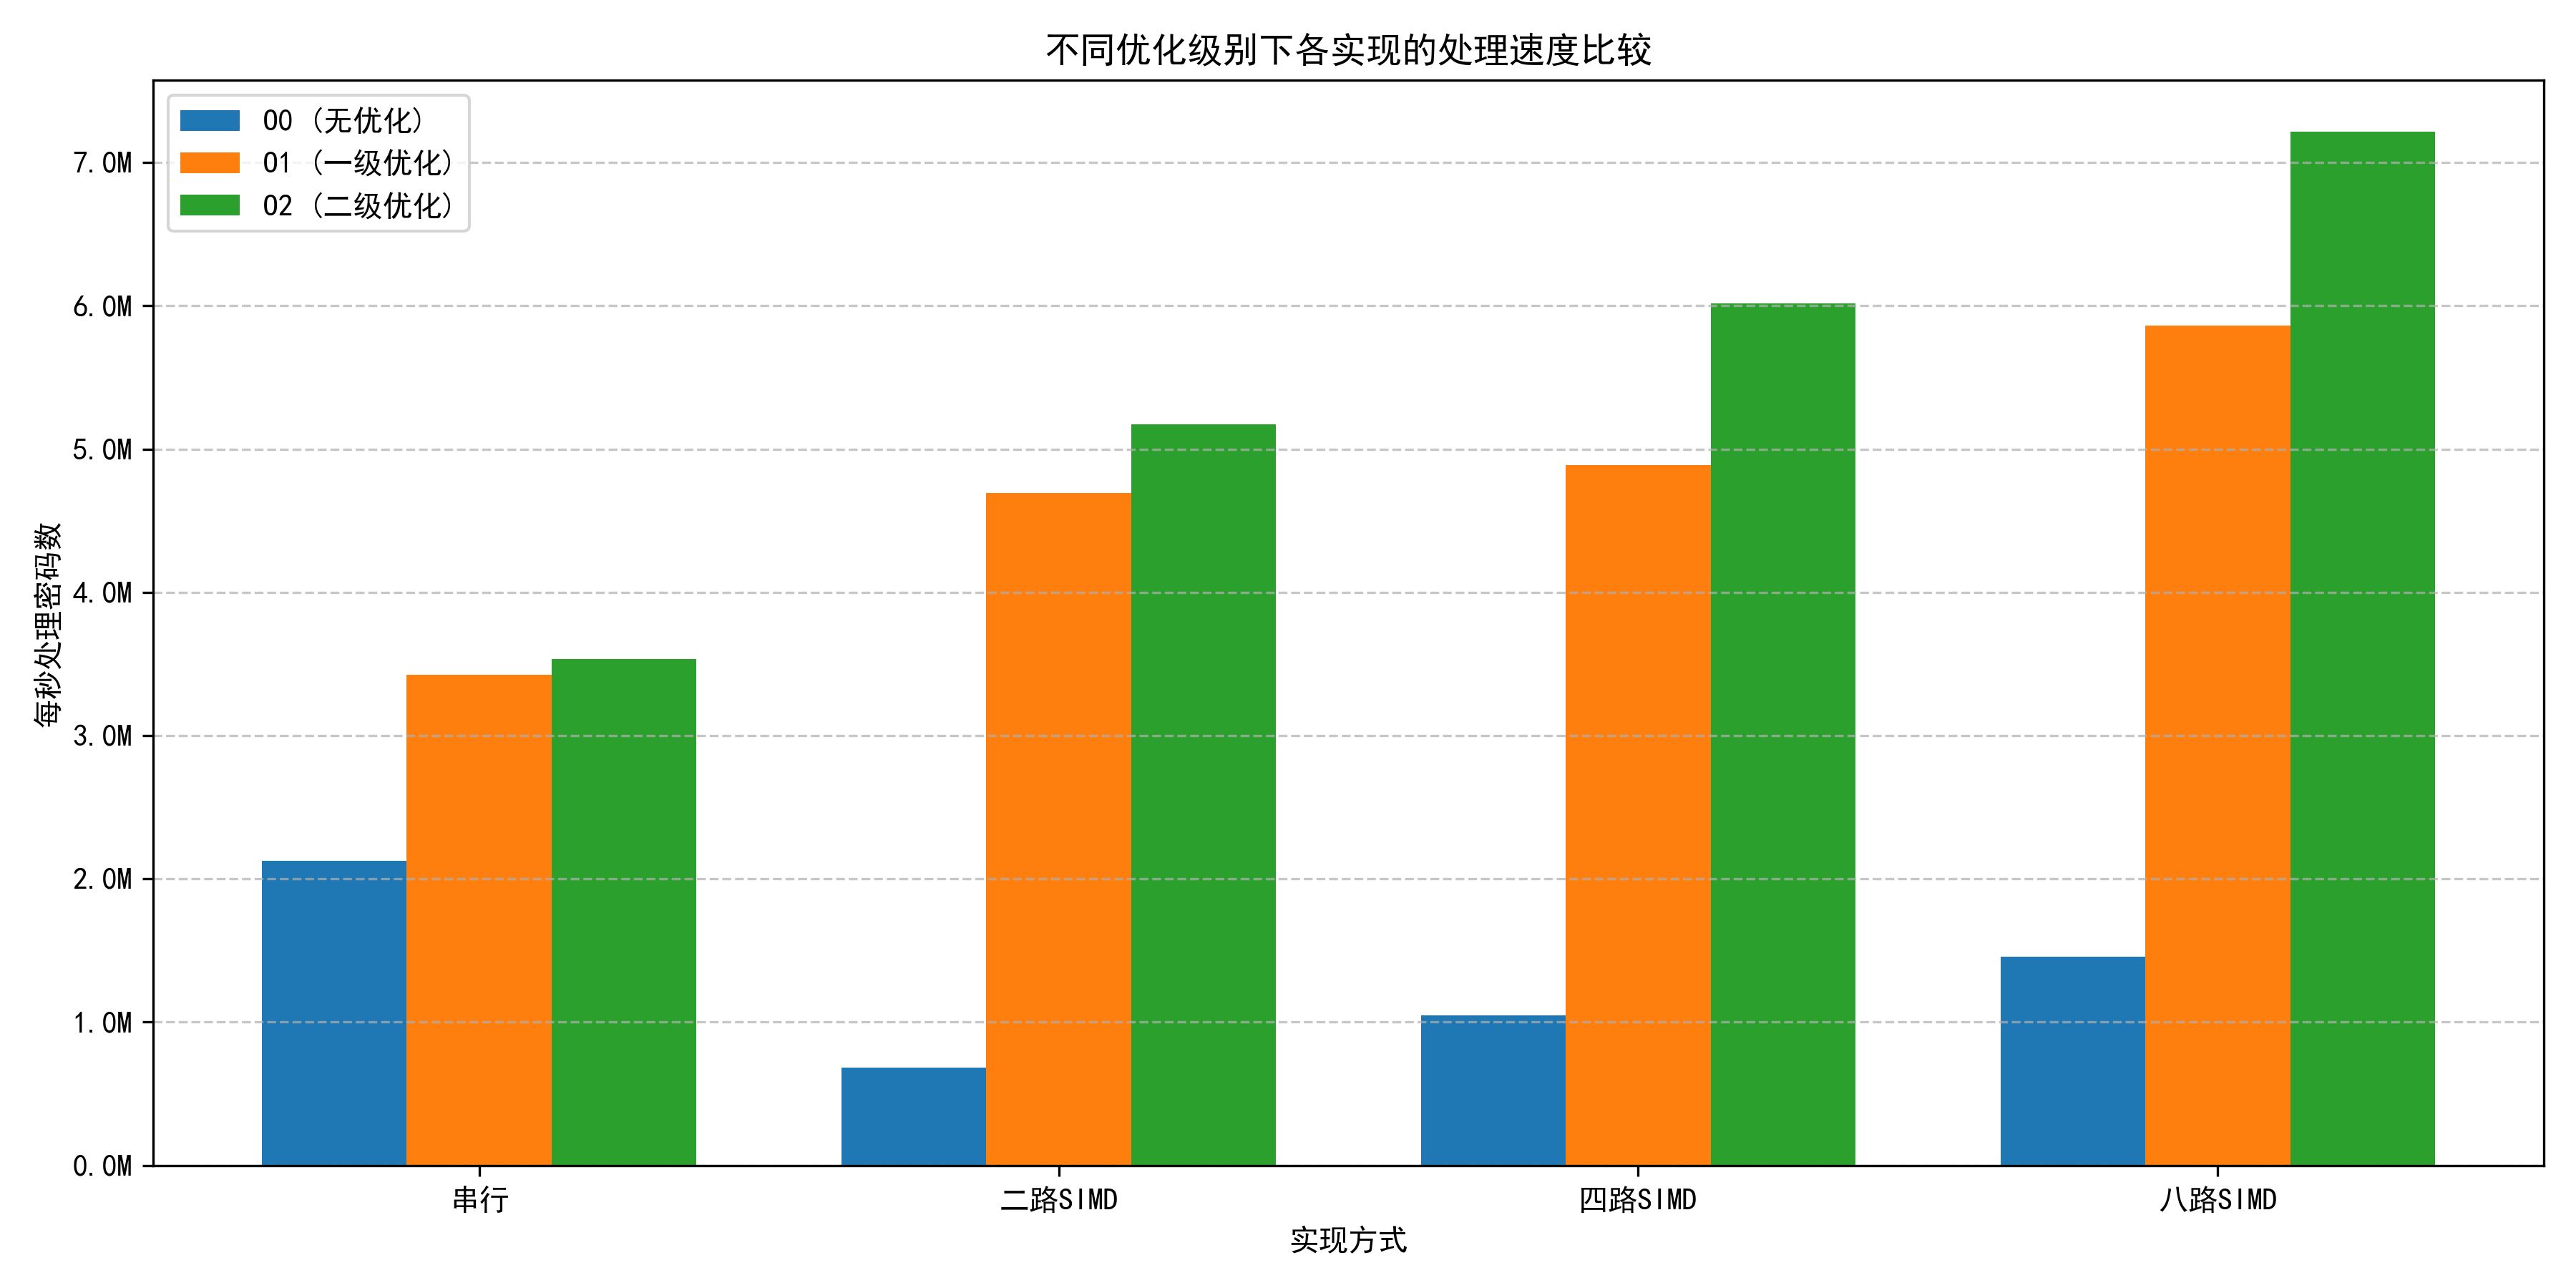 不同优化级别下各实现的处理速度比较
O0 (无优化)
O1 (一级优化)
O2 (二级优化)
7.0M
6.0M
5.0M
4.0M
3.0M
2.0M
1.0M
0.0M
每秒处理密码数
串行
二路SIMD
四路SIMD
八路SIMD
实现方式